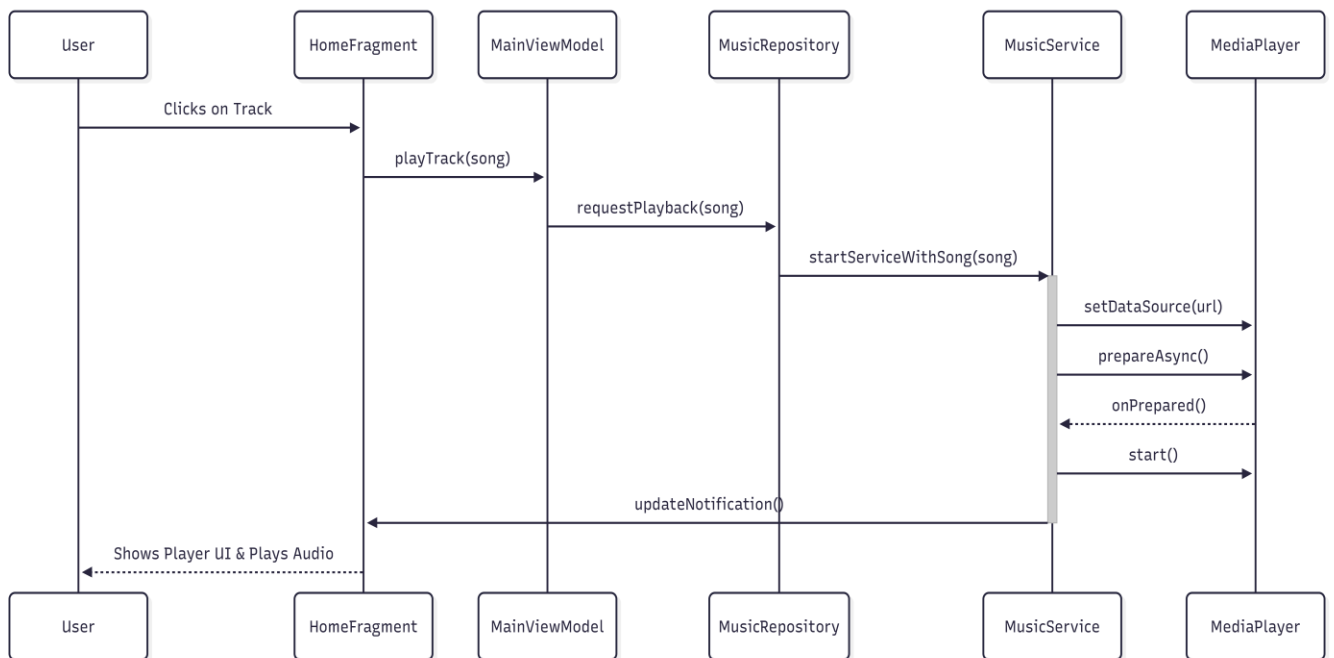 User
HomeFragment
MainViewModel
MusicRepository
MusicService
MediaPlayer
Clicks on Track
playTrack(song)
requestPlayback(song)
startServiceWithSong(song)
setDataSource(url)
prepareAsync()
onPrepared()
start()
updateNotification()
Shows Player UI & Plays Audio
User
HomeFragment
MainViewModel
MusicRepository
MusicService
MediaPlayer